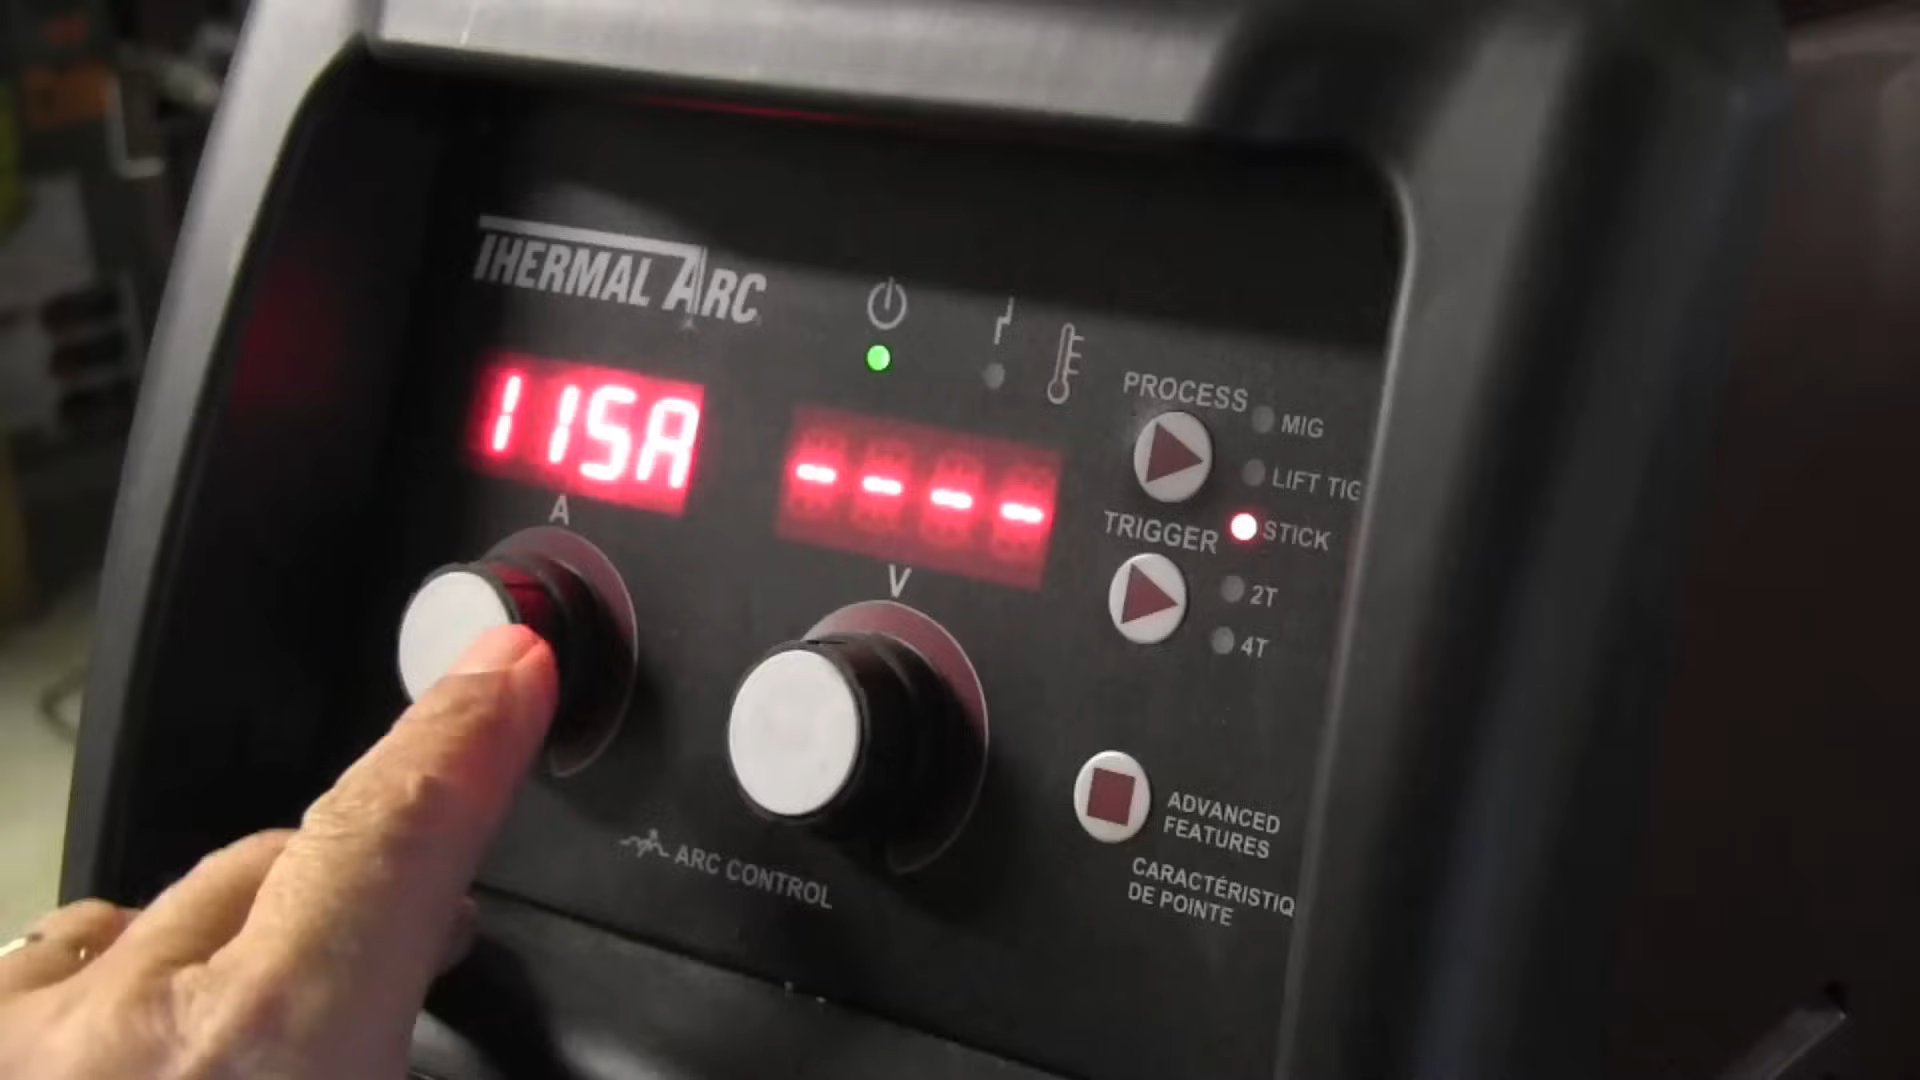 THERMAL ARC
115A
----
A
V
PROCESS
MIG
LIFT TIG
STICK
TRIGGER
2T
4T
ARC CONTROL
ADVANCED
FEATURES
CARACTÉRISTIQ
DE POINTE